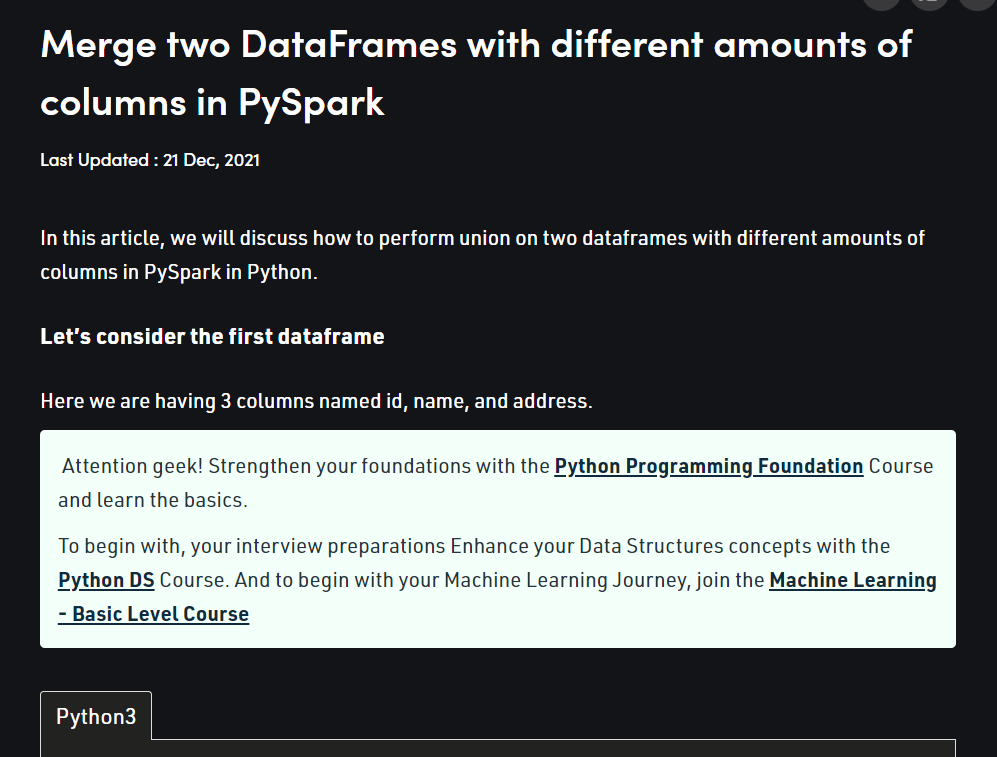 Merge two DataFrames with different amounts of
columns in PySpark
Last Updated : 21 Dec, 2021
In this article, we will discuss how to perform union on two dataframes with different amounts of
columns in PySpark in Python.
Let’s consider the first dataframe
Here we are having 3 columns named id, name, and address.
Attention geek! Strengthen your foundations with the Python Programming Foundation Course
and learn the basics.
To begin with, your interview preparations Enhance your Data Structures concepts with the
Python DS Course. And to begin with your Machine Learning Journey, join the Machine Learning
- Basic Level Course
Python3